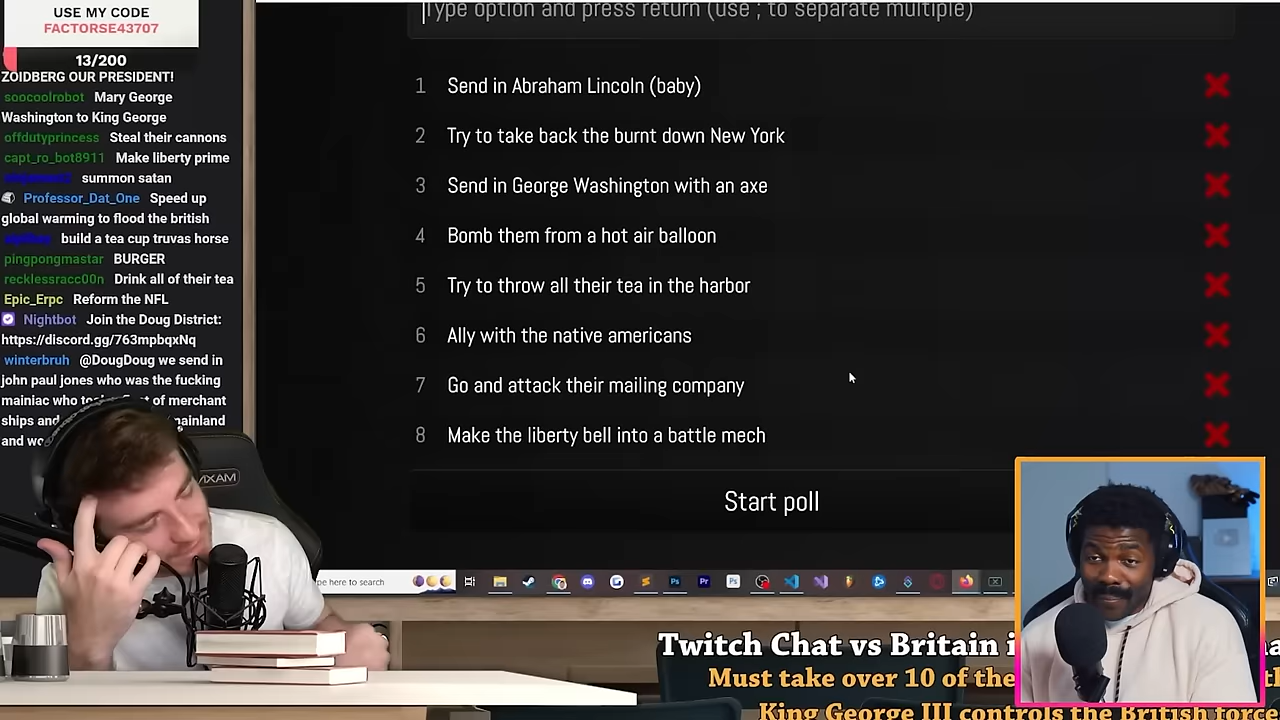 USE MY CODE
FACTORSE43707
13/200
ZOIDBERG OUR PRESIDENT!
soocoolrobot Mary George
Washington to King George
offdutyprincess Steal their cannons
capt_ro_bot8911 Make liberty prime
summon satan
Professor_Dat_One Speed up
global warming to flood the british
build a tea cup truvas horse
pingpongmastar BURGER
recklessracc00n Drink all of their tea
Epic_Erpc Reform the NFL
Nightbot Join the Doug District:
https://discord.gg/763mpbqxNq
winterbruh @DougDoug we send in
john paul jones who was the fucking
mainiac who of merchant
ships and mainland
and
Type option and press return (use ; to separate multiple)
1 Send in Abraham Lincoln (baby)
2 Try to take back the burnt down New York
3 Send in George Washington with an axe
4 Bomb them from a hot air balloon
5 Try to throw all their tea in the harbor
6 Ally with the native americans
7 Go and attack their mailing company
8 Make the liberty bell into a battle mech
Start poll
pe here to search
Twitch Chat vs Britain
Must take over 10 of the
King George III controls the British force